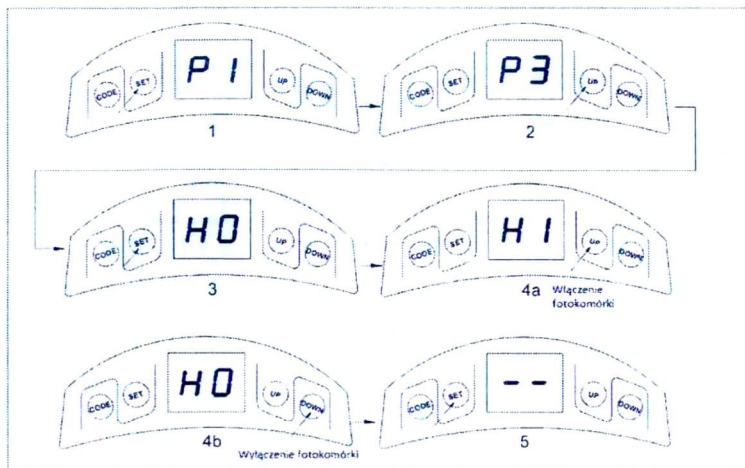 P1
CODE SET UP DOWN
1
P3
CODE SET UP DOWN
2
H0
CODE SET UP DOWN
3
H1
CODE SET UP DOWN
4a
Włączenie
fotokomórki
H0
CODE SET UP DOWN
4b
Wyłączenie fotokomórki
--
CODE SET UP DOWN
5